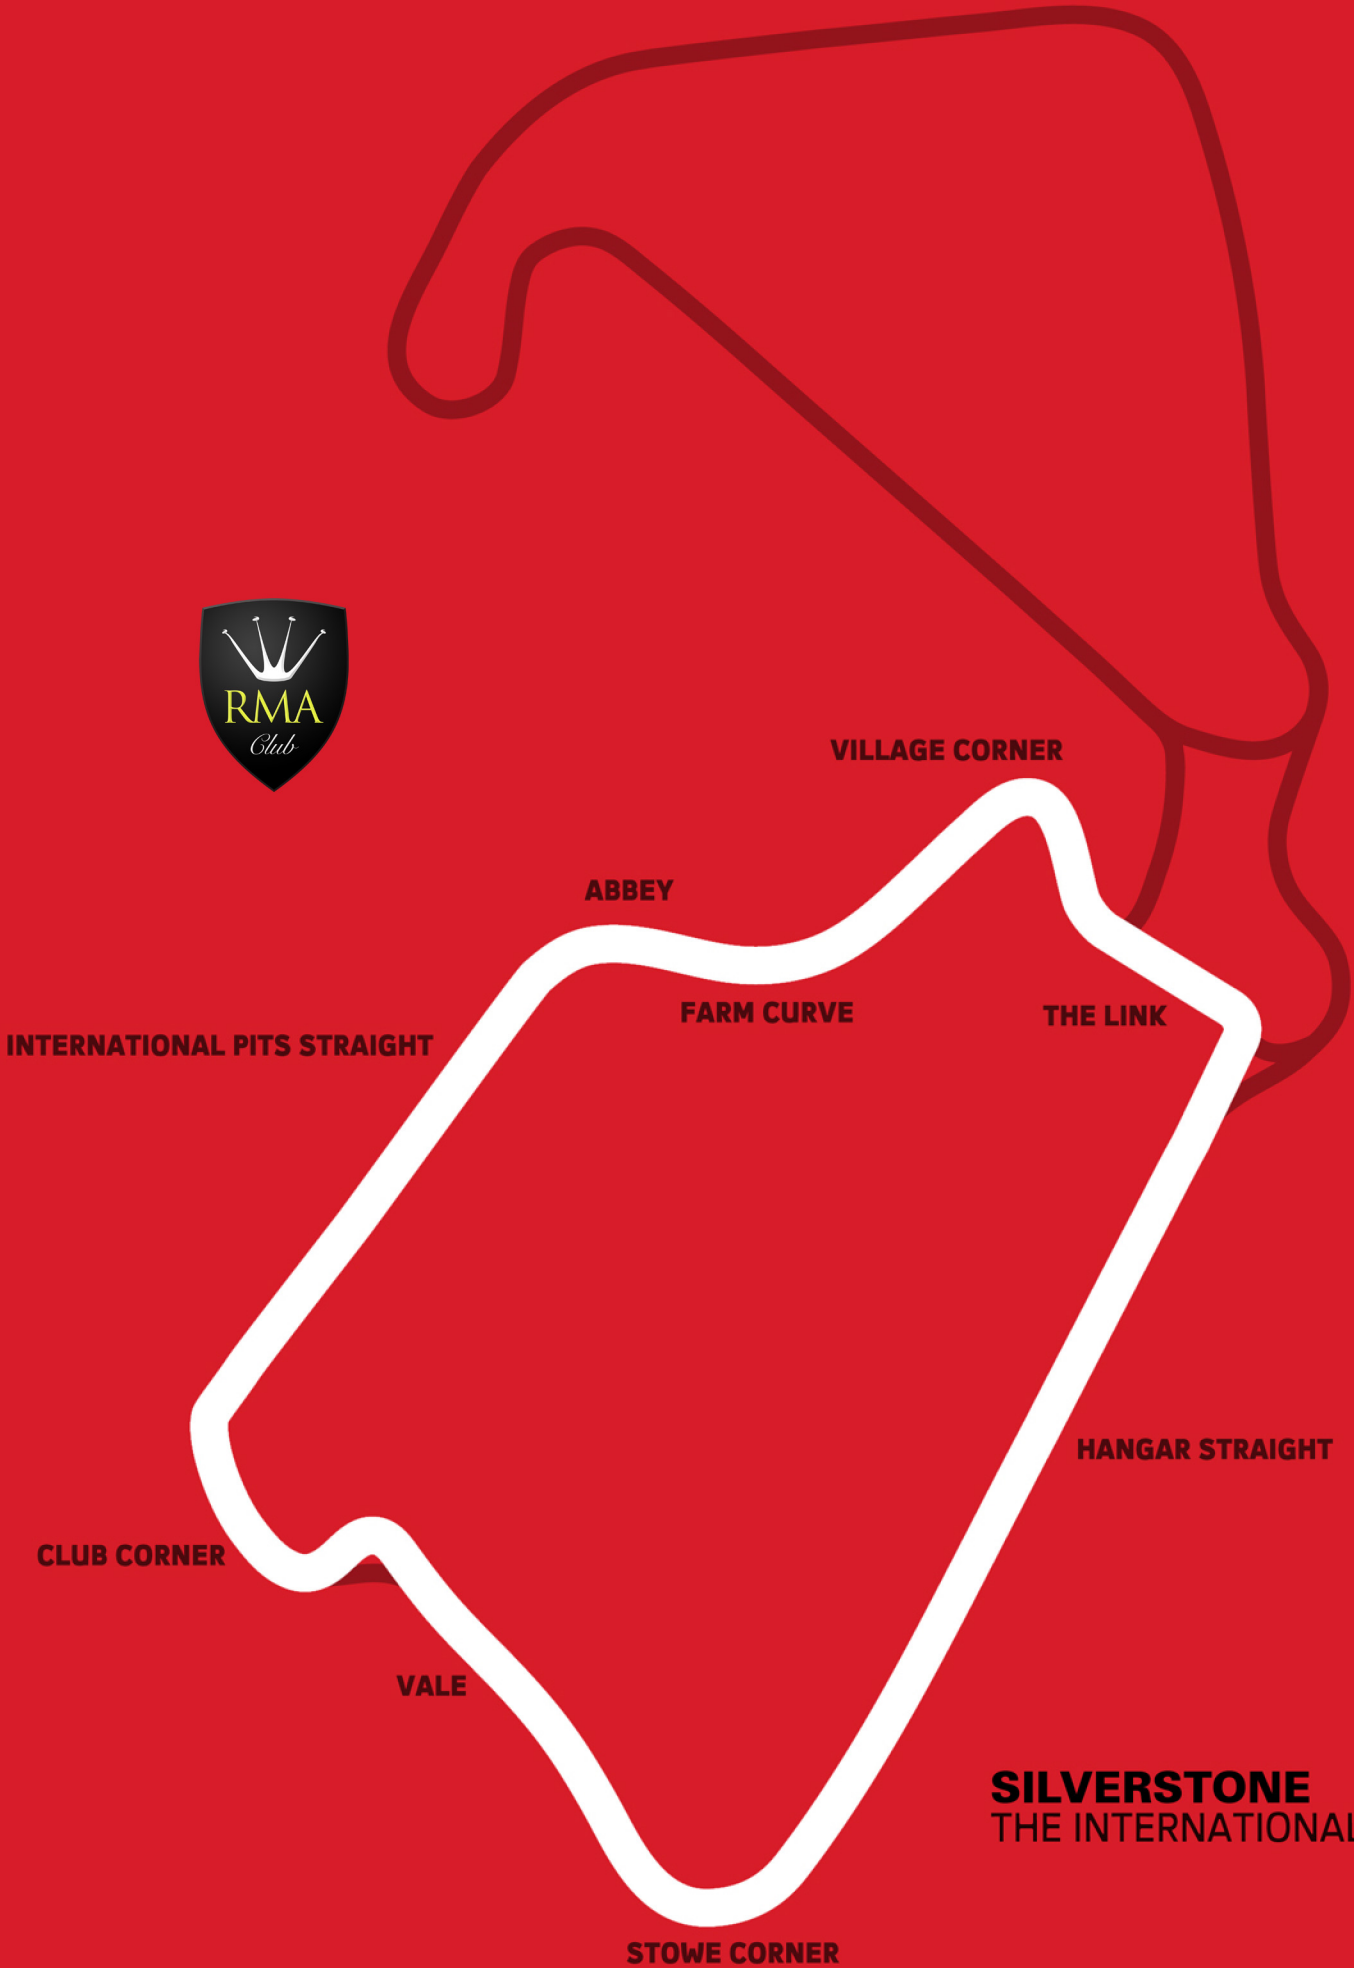 RMA
Club
VILLAGE CORNER
ABBEY
FARM CURVE
THE LINK
INTERNATIONAL PITS STRAIGHT
HANGAR STRAIGHT
CLUB CORNER
VALE
SILVERSTONE
THE INTERNATIONAL
STOWE CORNER